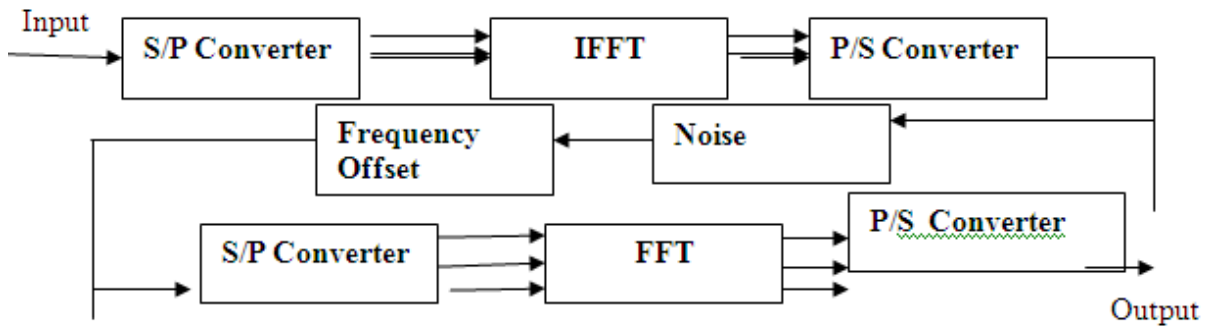 Input
S/P Converter
IFFT
P/S Converter
Frequency
Offset
Noise
S/P Converter
FFT
P/S Converter
Output